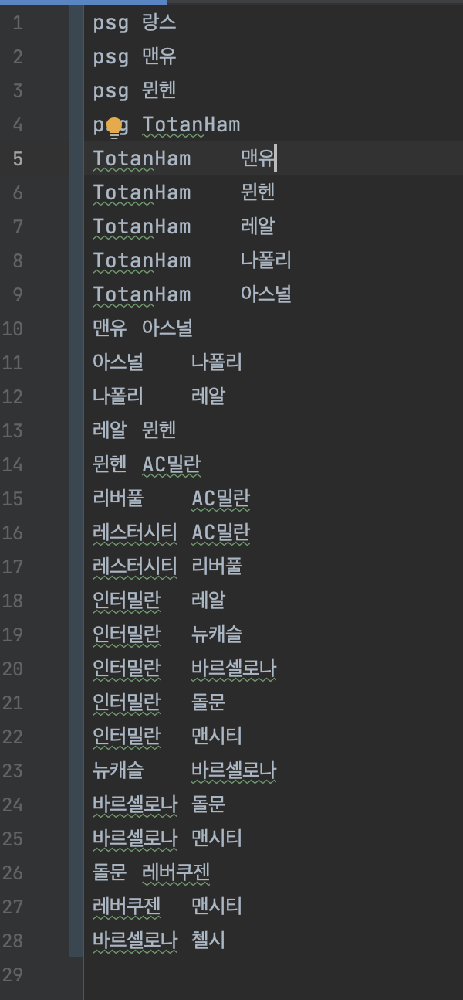 1 psg 랑스
2 psg 맨유
3 psg 뮌헨
4 psg TotanHam
5 TotanHam 맨유
6 TotanHam 뮌헨
7 TotanHam 레알
8 TotanHam 나폴리
9 TotanHam 아스널
10 맨유 아스널
11 아스널 나폴리
12 나폴리 레알
13 레알 뮌헨
14 뮌헨 AC밀란
15 리버풀 AC밀란
16 레스터시티 AC밀란
17 레스터시티 리버풀
18 인터밀란 레알
19 인터밀란 뉴캐슬
20 인터밀란 바르셀로나
21 인터밀란 돌문
22 인터밀란 맨시티
23 뉴캐슬 바르셀로나
24 바르셀로나 돌문
25 바르셀로나 맨시티
26 돌문 레버쿠젠
27 레버쿠젠 맨시티
28 바르셀로나 첼시
29